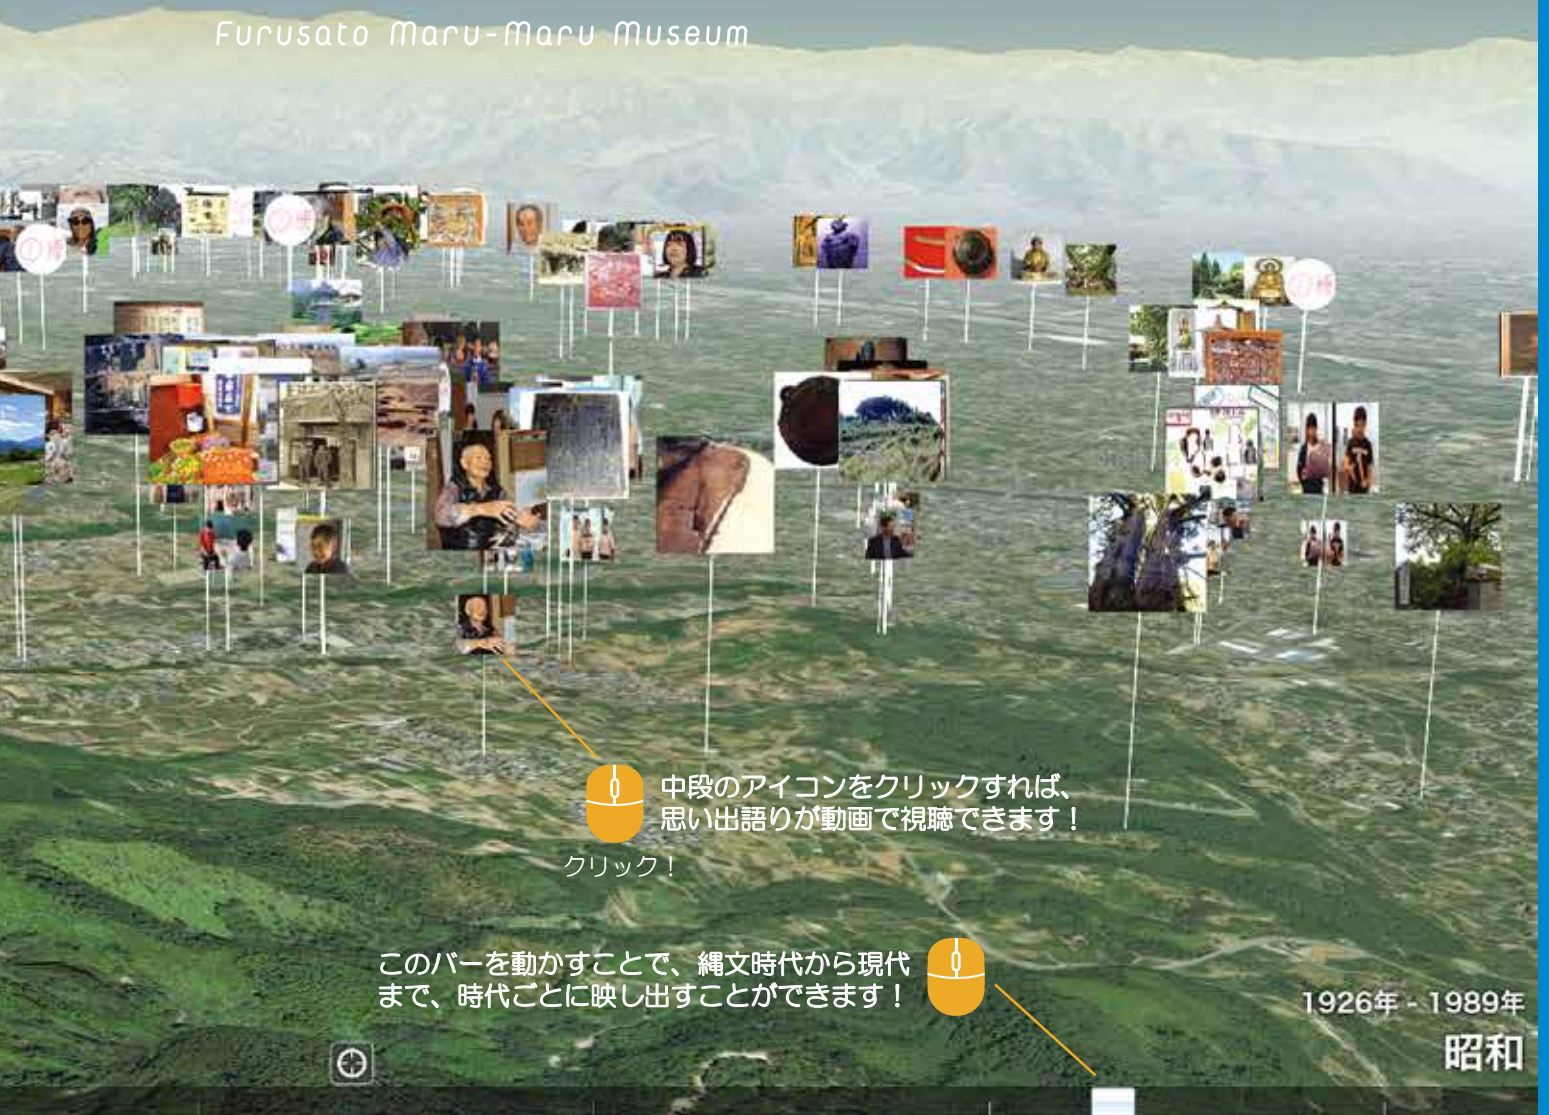 Furusato Maru-Maru Museum
中段のアイコンをクリックすれば、
思い出語りが動画で視聴できます！
クリック！
このバーを動かすことで、縄文時代から現代
まで、時代ごとに映し出すことができます！
1926年 - 1989年
昭和